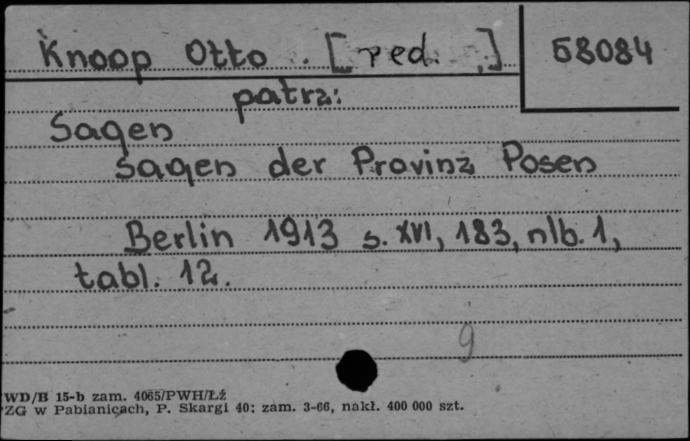 Knoop Otto . [red. ,] 58084
patrz:
Sagen
Sagen der Provinz Posen
Berlin 1913 s. XVI, 183, nlb. 1,
tabl. 12.
9
WD/B 15-b zam. 4065/PWH/Łź
ZG w Pabianicach, P. Skargi 40; zam. 3-66, nakł. 400 000 szt.